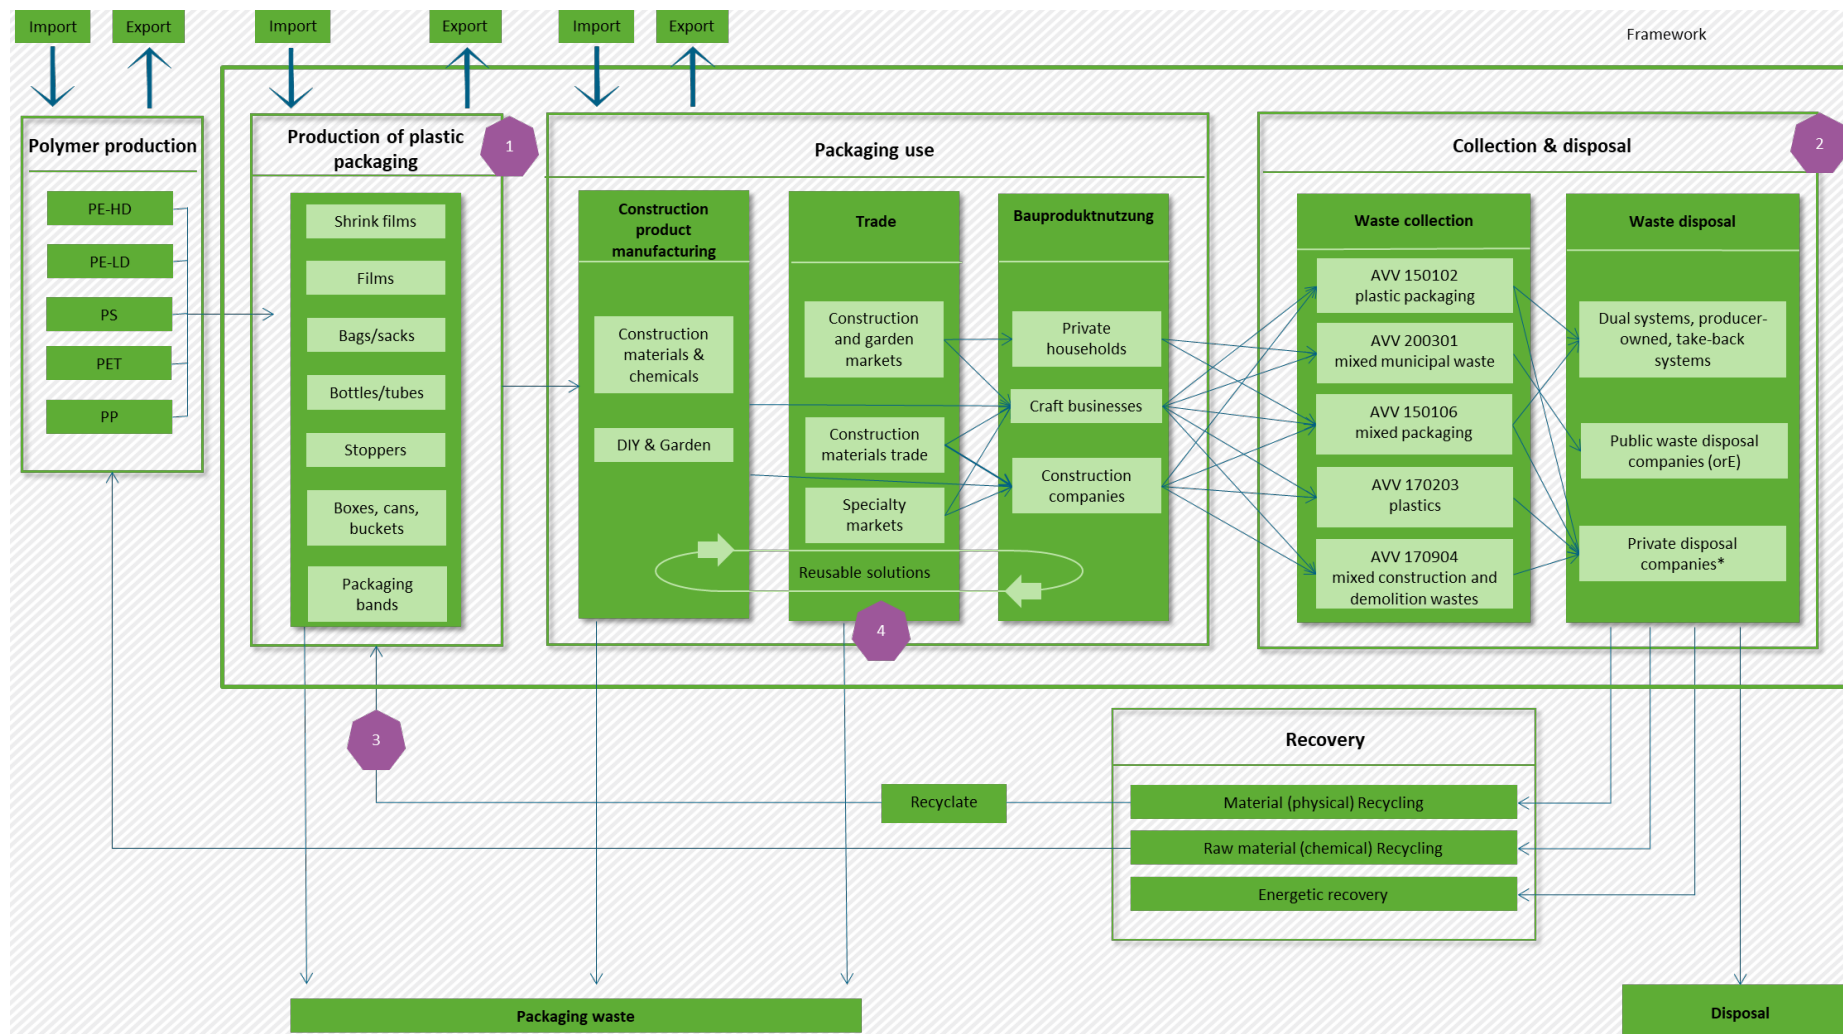 Import
Export
Import
Export
Import
Export
Framework
Polymer production
PE-HD
PE-LD
PS
PET
PP
Production of plastic
packaging
1
Shrink films
Films
Bags/sacks
Bottles/tubes
Stoppers
Boxes, cans,
buckets
Packaging
bands
Packaging use
Construction
product
manufacturing
Construction
materials &
chemicals
DIY & Garden
Trade
Construction
and garden
markets
Construction
materials trade
Specialty
markets
Bauproduktnutzung
Private
households
Craft businesses
Construction
companies
Reusable solutions
4
Collection & disposal
2
Waste collection
AVV 150102
plastic packaging
AVV 200301
mixed municipal waste
AVV 150106
mixed packaging
AVV 170203
plastics
AVV 170904
mixed construction and
demolition wastes
Waste disposal
Dual systems, producer-
owned, take-back
systems
Public waste disposal
companies (orE)
Private disposal
companies*
3
Recovery
Recyclate
Material (physical) Recycling
Raw material (chemical) Recycling
Energetic recovery
Packaging waste
Disposal